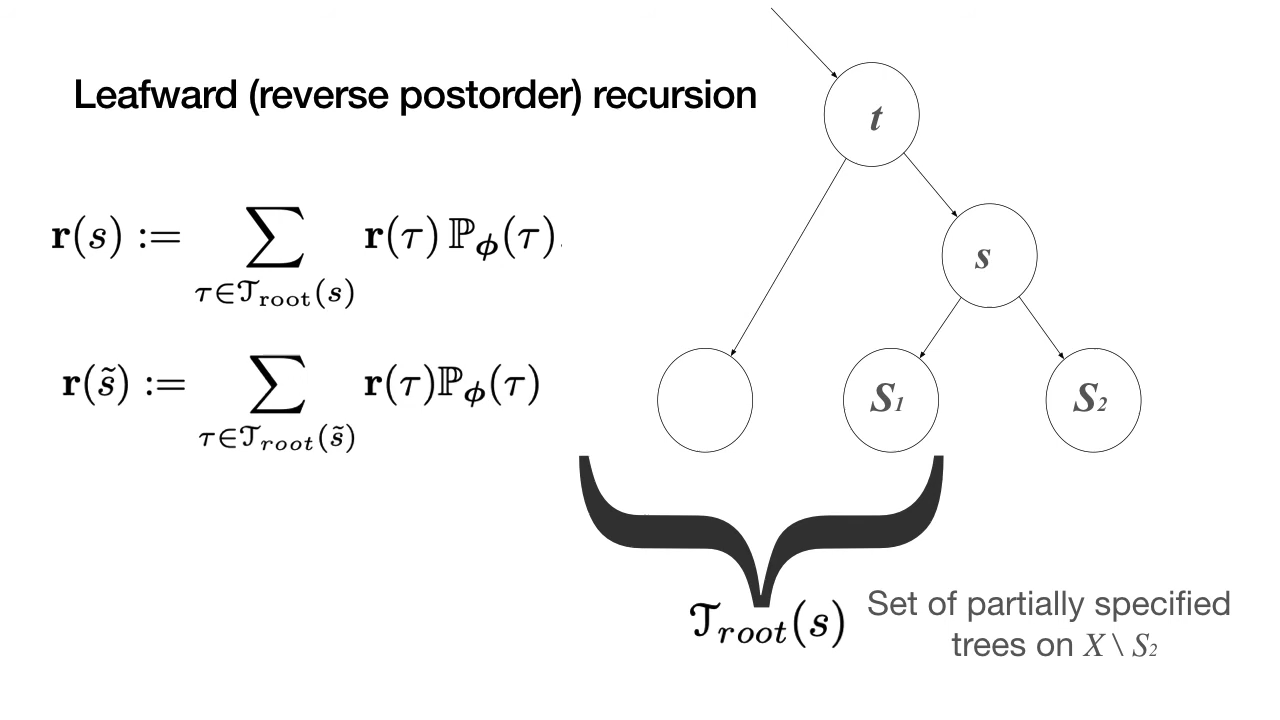 Leafward (reverse postorder) recursion
t
s
S₁
S₂
𝐫(s) := ∑ 𝐫(τ) ℙ_ϕ(τ).
τ∈𝒯_root(s)
𝐫(s̃) := ∑ 𝐫(τ)ℙ_ϕ(τ)
τ∈𝒯_root(s̃)
𝒯_root(s)
Set of partially specified
trees on X \ S₂